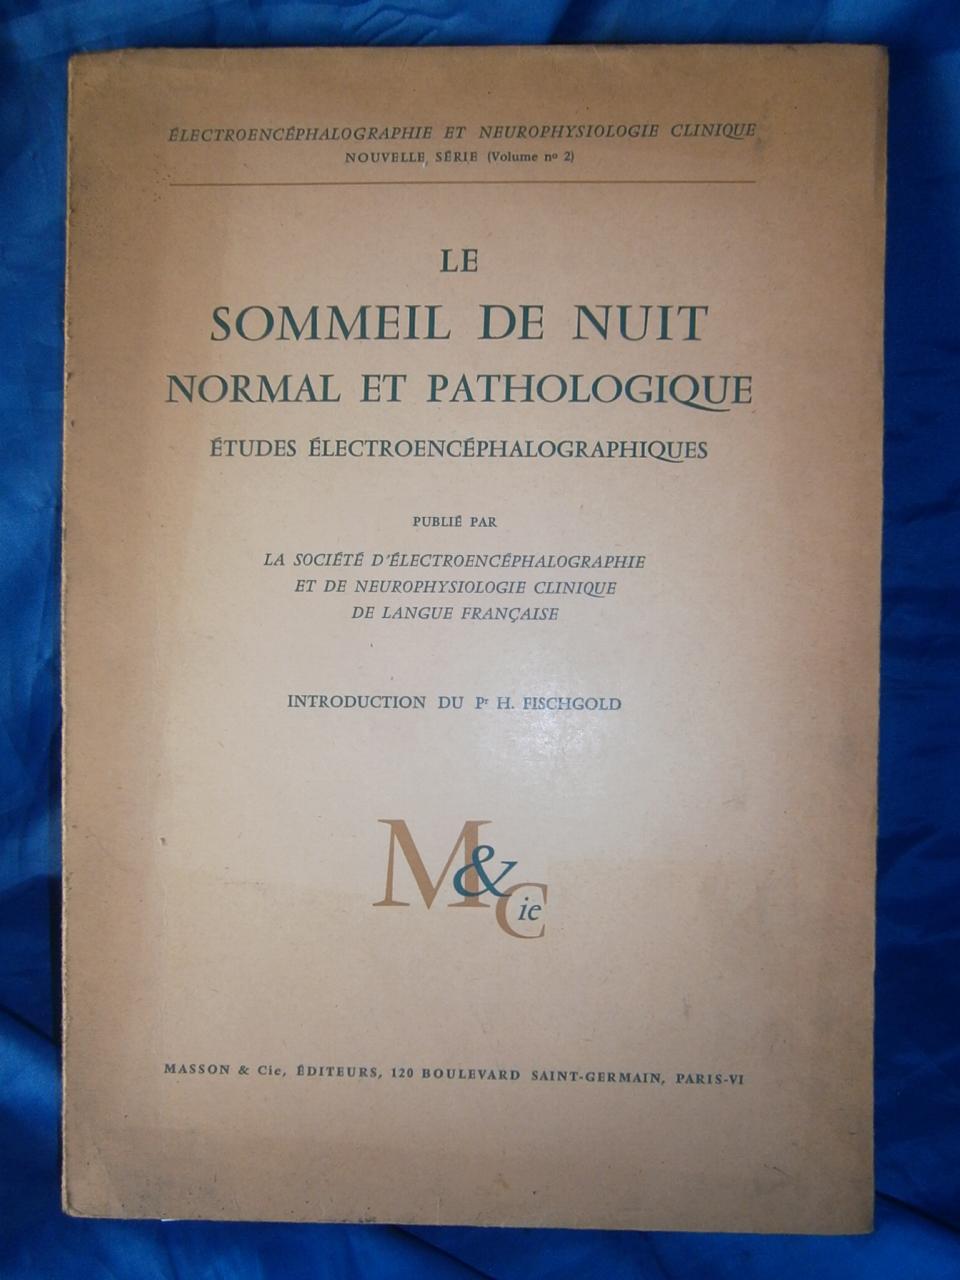 ÉLECTROENCÉPHALOGRAPHIE ET NEUROPHYSIOLOGIE CLINIQUE
NOUVELLE SÉRIE (Volume nº 2)
LE
SOMMEIL DE NUIT
NORMAL ET PATHOLOGIQUE
ÉTUDES ÉLECTROENCÉPHALOGRAPHIQUES
PUBLIÉ PAR
LA SOCIÉTÉ D'ÉLECTROENCÉPHALOGRAPHIE
ET DE NEUROPHYSIOLOGIE CLINIQUE
DE LANGUE FRANÇAISE
INTRODUCTION DU Pr H. FISCHGOLD
M&Cie
MASSON & Cie, ÉDITEURS, 120 BOULEVARD SAINT-GERMAIN, PARIS-VI